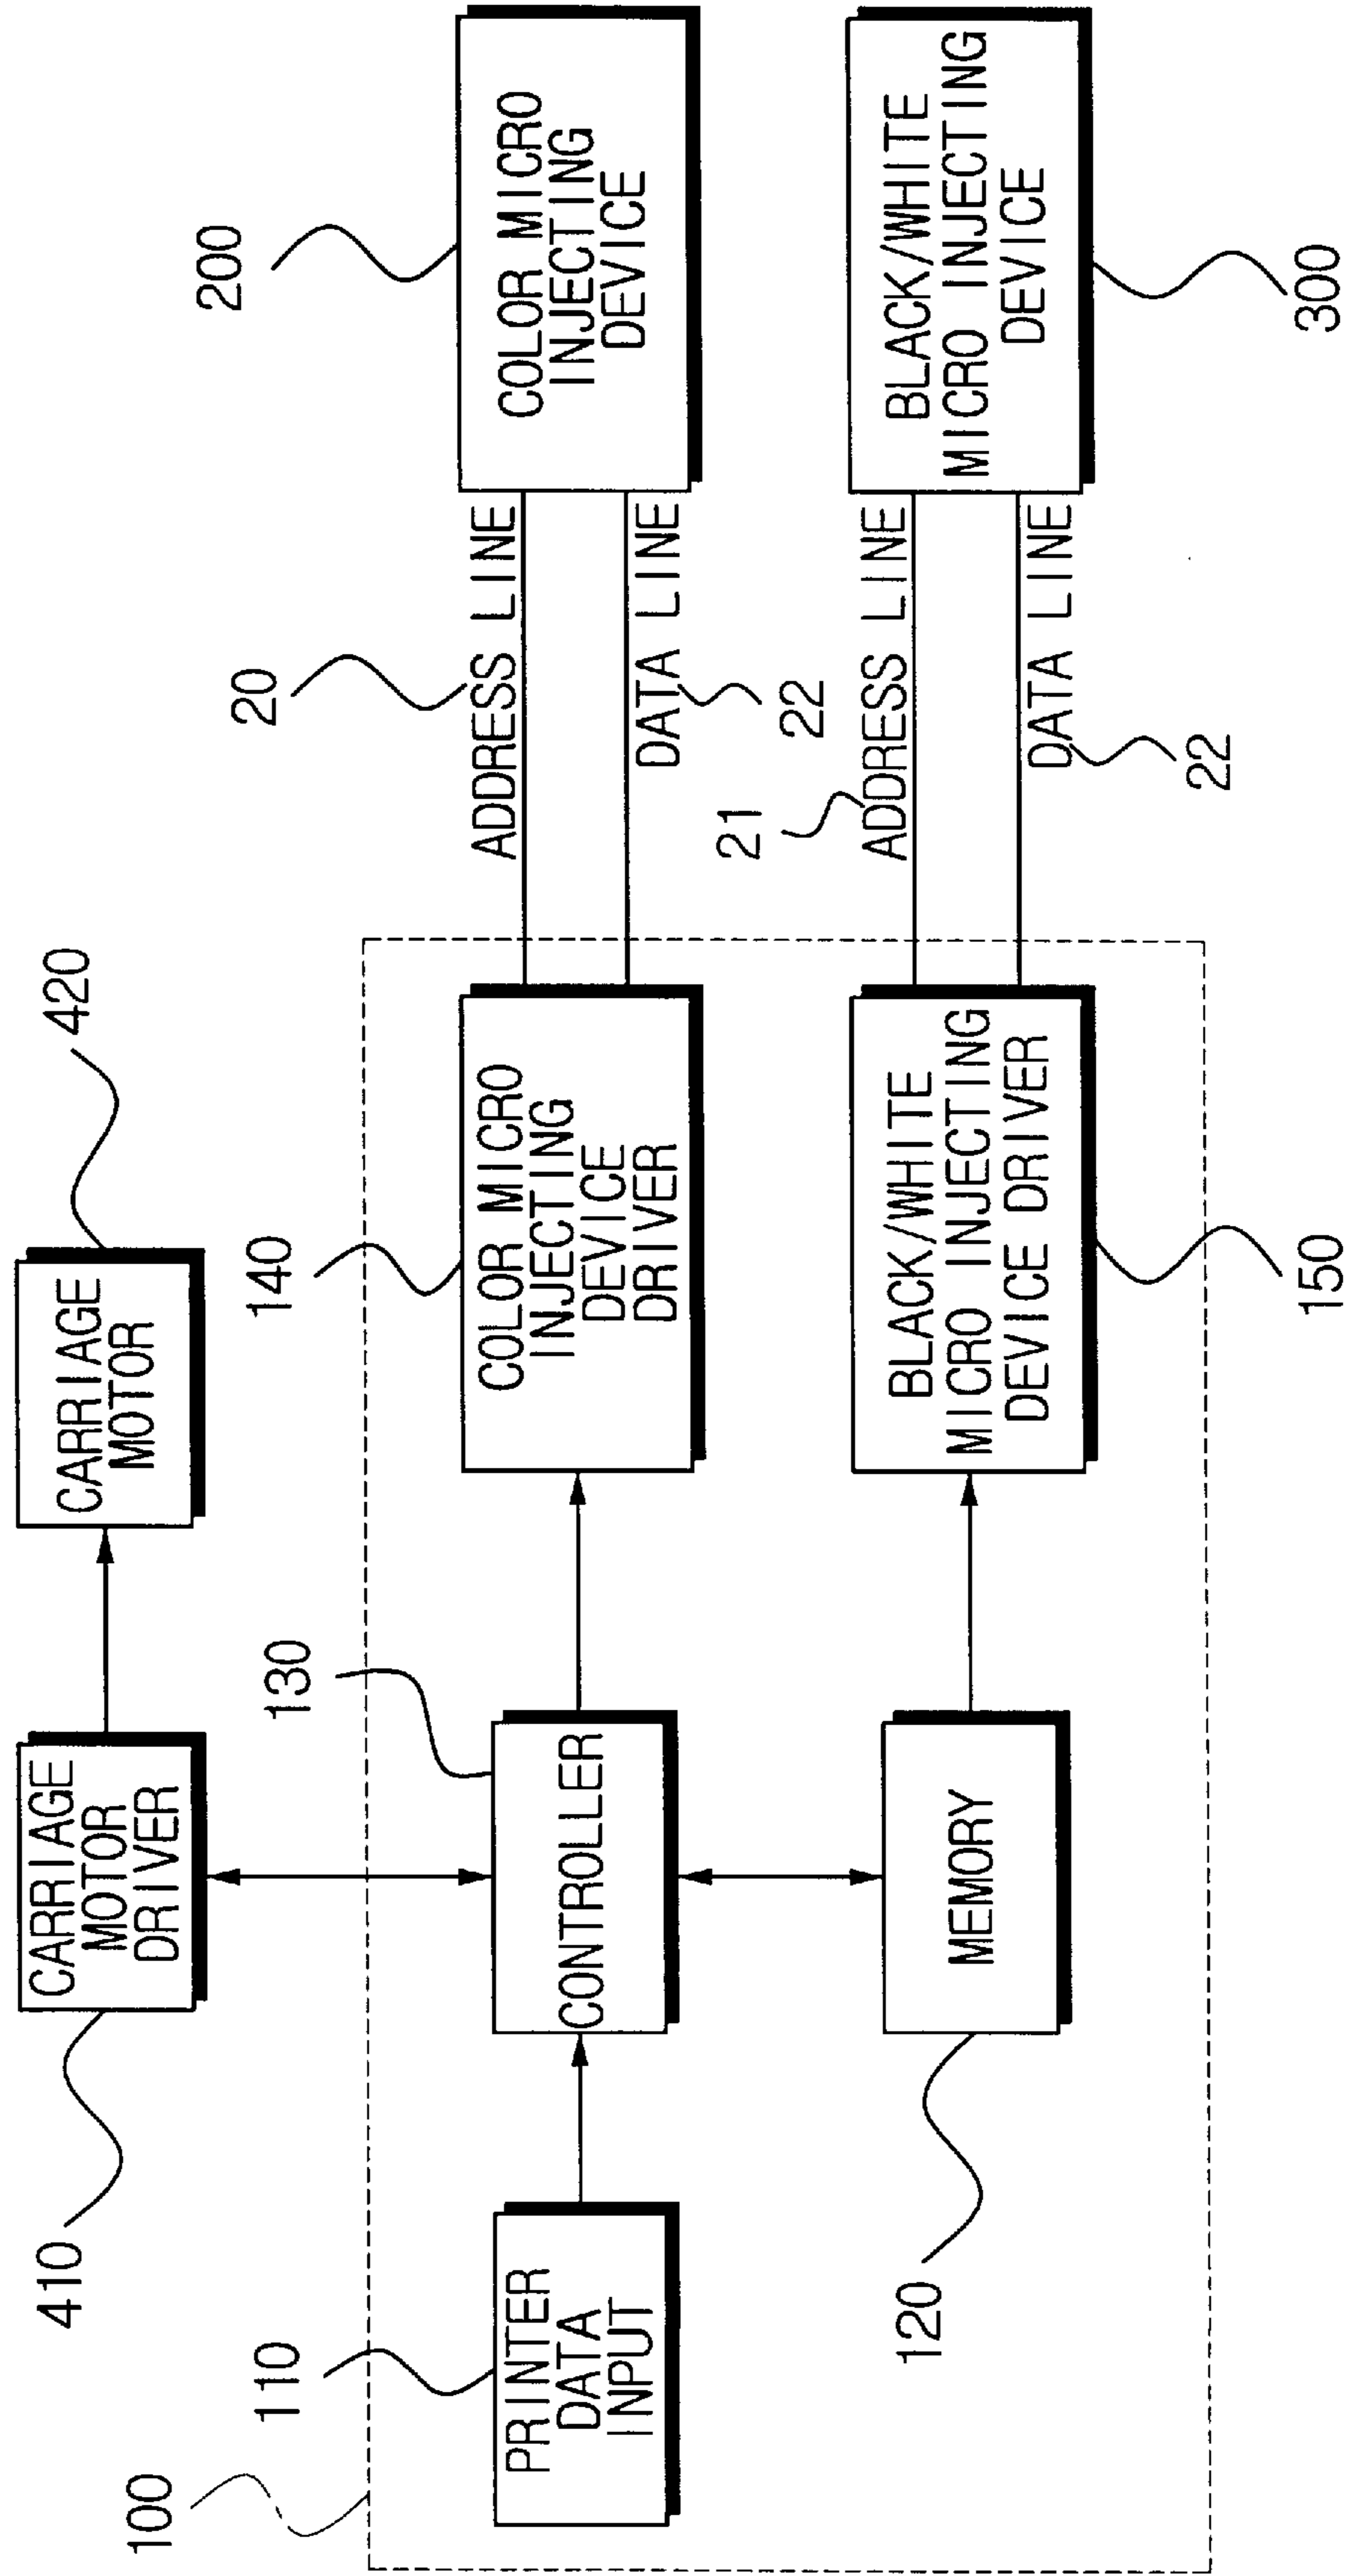 410
CARRIAGE
MOTOR
DRIVER
CARRIAGE
MOTOR
420
100
110
PRINTER
DATA
INPUT
130
CONTROLLER
140
COLOR MICRO
INJECTING
DEVICE
DRIVER
20
ADDRESS LINE
DATA LINE
22
200
COLOR MICRO
INJECTING
DEVICE
120
MEMORY
BLACK/WHITE
MICRO INJECTING
DEVICE DRIVER
150
21
ADDRESS LINE
DATA LINE
22
BLACK/WHITE
MICRO INJECTING
DEVICE
300